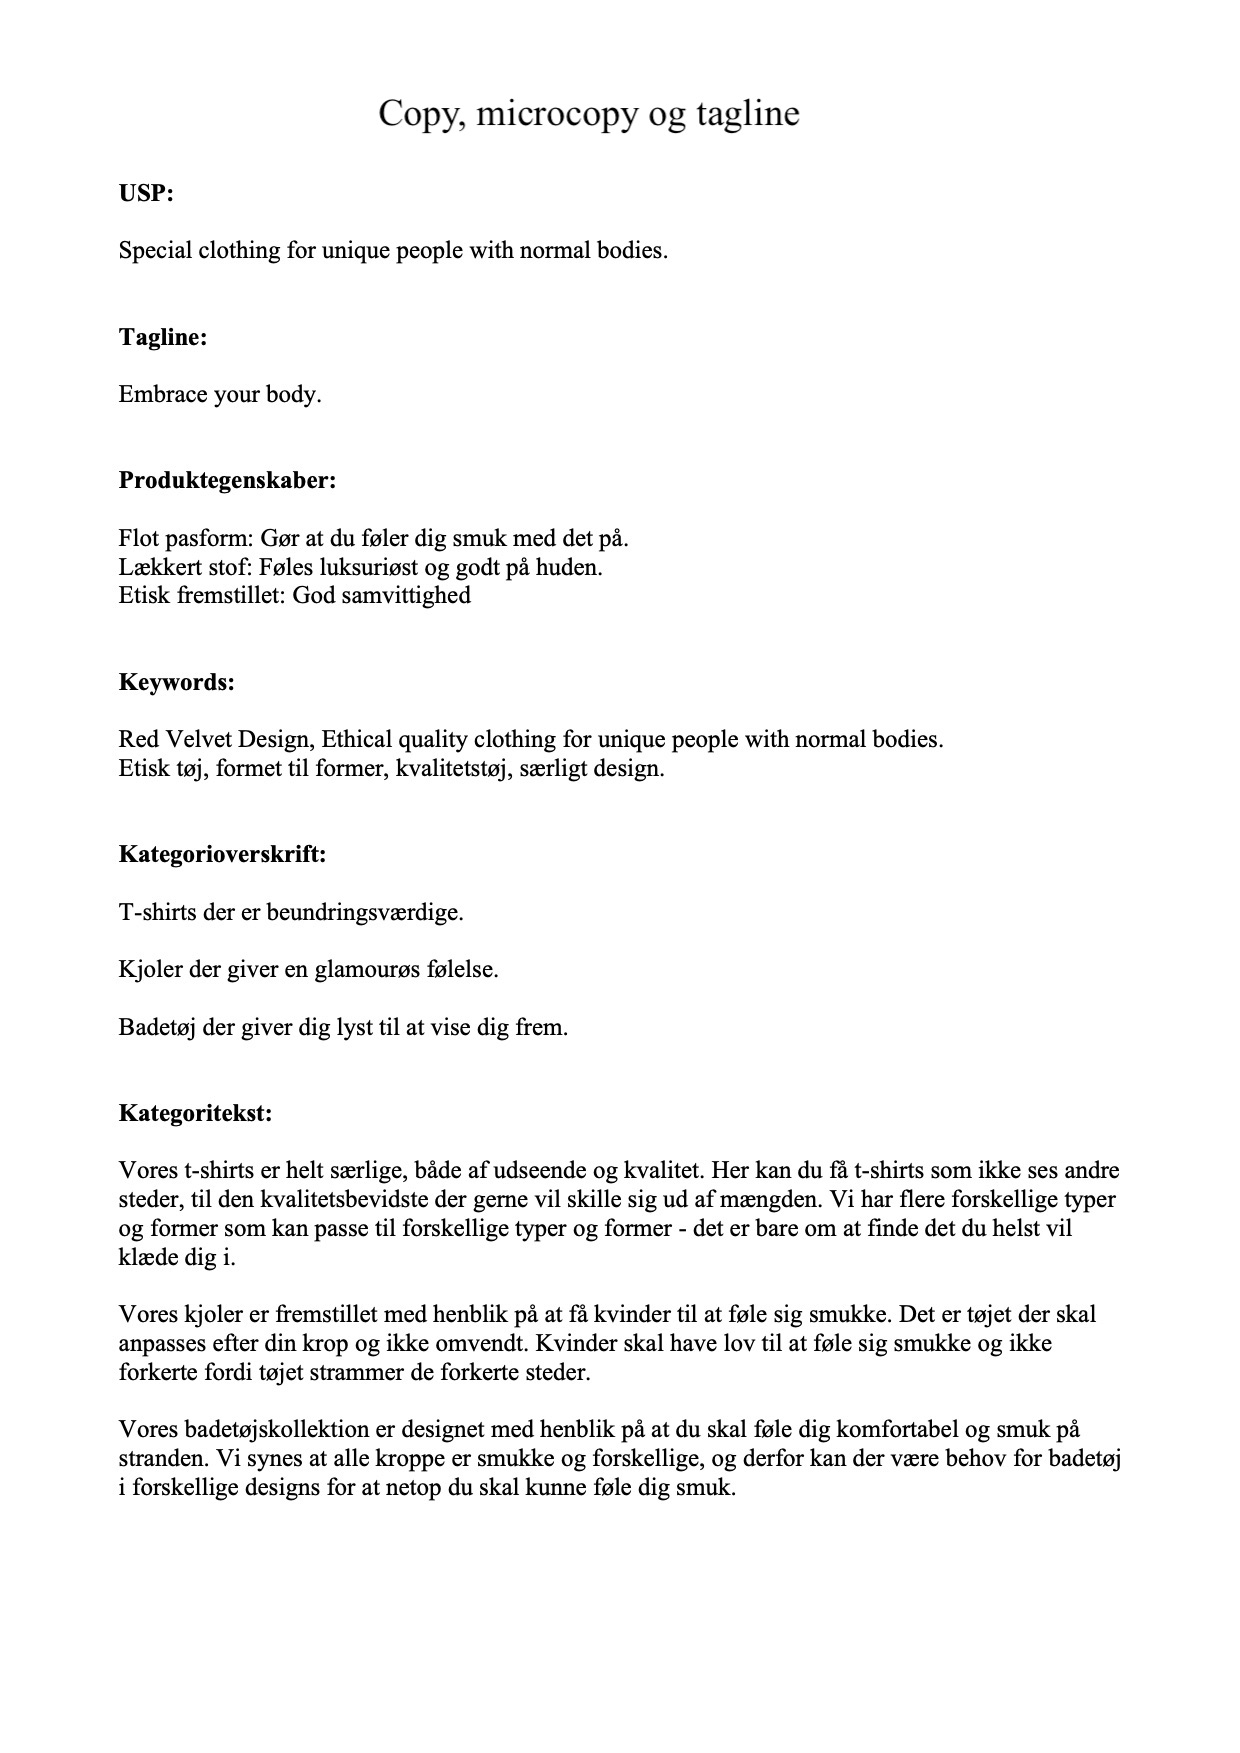 Copy, microcopy og tagline
USP:
Special clothing for unique people with normal bodies.
Tagline:
Embrace your body.
Produktegenskaber:
Flot pasform: Gør at du føler dig smuk med det på.
Lækkert stof: Føles luksuriøst og godt på huden.
Etisk fremstillet: God samvittighed
Keywords:
Red Velvet Design, Ethical quality clothing for unique people with normal bodies.
Etisk tøj, formet til former, kvalitetstøj, særligt design.
Kategorioverskrift:
T-shirts der er beundringsværdige.
Kjoler der giver en glamourøs følelse.
Badetøj der giver dig lyst til at vise dig frem.
Kategoritekst:
Vores t-shirts er helt særlige, både af udseende og kvalitet. Her kan du få t-shirts som ikke ses andre
steder, til den kvalitetsbevidste der gerne vil skille sig ud af mængden. Vi har flere forskellige typer
og former som kan passe til forskellige typer og former - det er bare om at finde det du helst vil
klæde dig i.
Vores kjoler er fremstillet med henblik på at få kvinder til at føle sig smukke. Det er tøjet der skal
anpasses efter din krop og ikke omvendt. Kvinder skal have lov til at føle sig smukke og ikke
forkerte fordi tøjet strammer de forkerte steder.
Vores badetøjskollektion er designet med henblik på at du skal føle dig komfortabel og smuk på
stranden. Vi synes at alle kroppe er smukke og forskellige, og derfor kan der være behov for badetøj
i forskellige designs for at netop du skal kunne føle dig smuk.